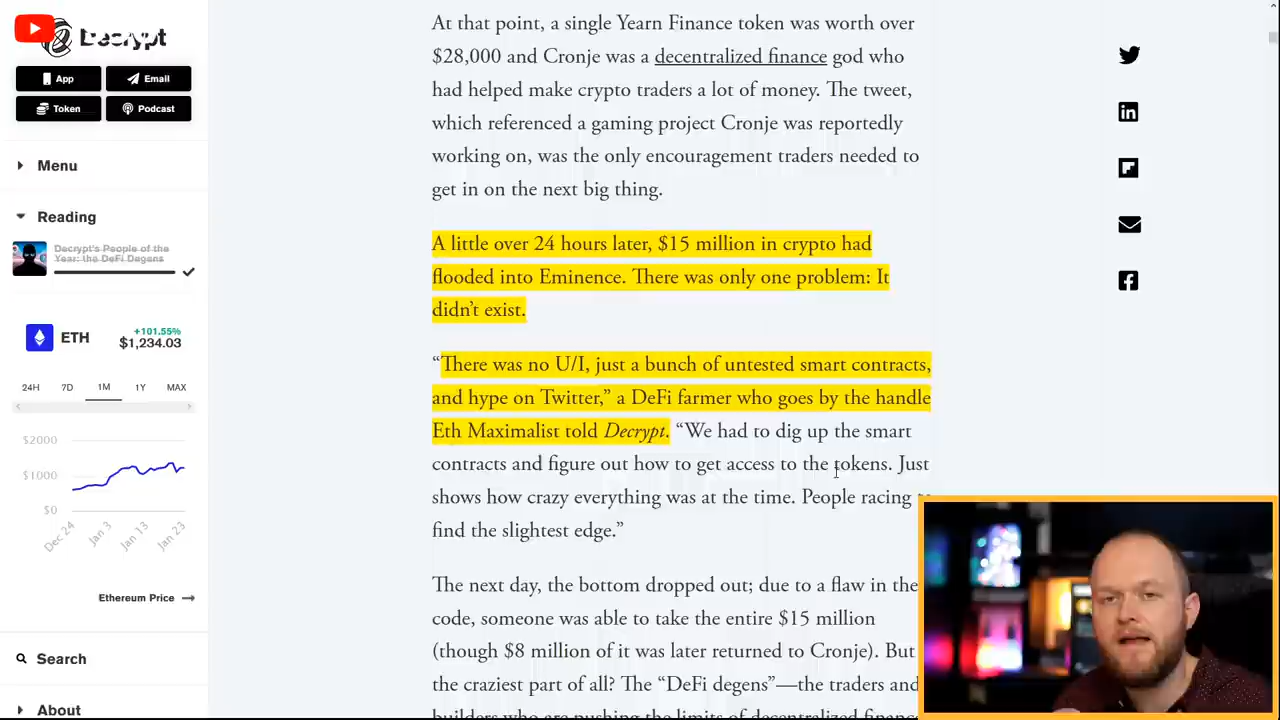 Decrypt
App
Email
Token
Podcast
Menu
Reading
Decrypt's People of the
Year: the DeFi Degens
ETH
+101.55%
$1,234.03
24H
7D
1M
1Y
MAX
$2000
$1000
$0
Dec 24
Jan 3
Jan 13
Jan 23
Ethereum Price
Search
About
At that point, a single Yearn Finance token was worth over
$28,000 and Cronje was a decentralized finance god who
had helped make crypto traders a lot of money. The tweet,
which referenced a gaming project Cronje was reportedly
working on, was the only encouragement traders needed to
get in on the next big thing.
A little over 24 hours later, $15 million in crypto had
flooded into Eminence. There was only one problem: It
didn’t exist.
“There was no U/I, just a bunch of untested smart contracts,
and hype on Twitter,” a DeFi farmer who goes by the handle
Eth Maximalist told Decrypt. “We had to dig up the smart
contracts and figure out how to get access to the tokens. Just
shows how crazy everything was at the time. People racing
find the slightest edge.”
The next day, the bottom dropped out; due to a flaw in the
code, someone was able to take the entire $15 million
(though $8 million of it was later returned to Cronje). But
the craziest part of all? The “DeFi degens”—the traders and
builders who are pushing the limits of decentralized finance